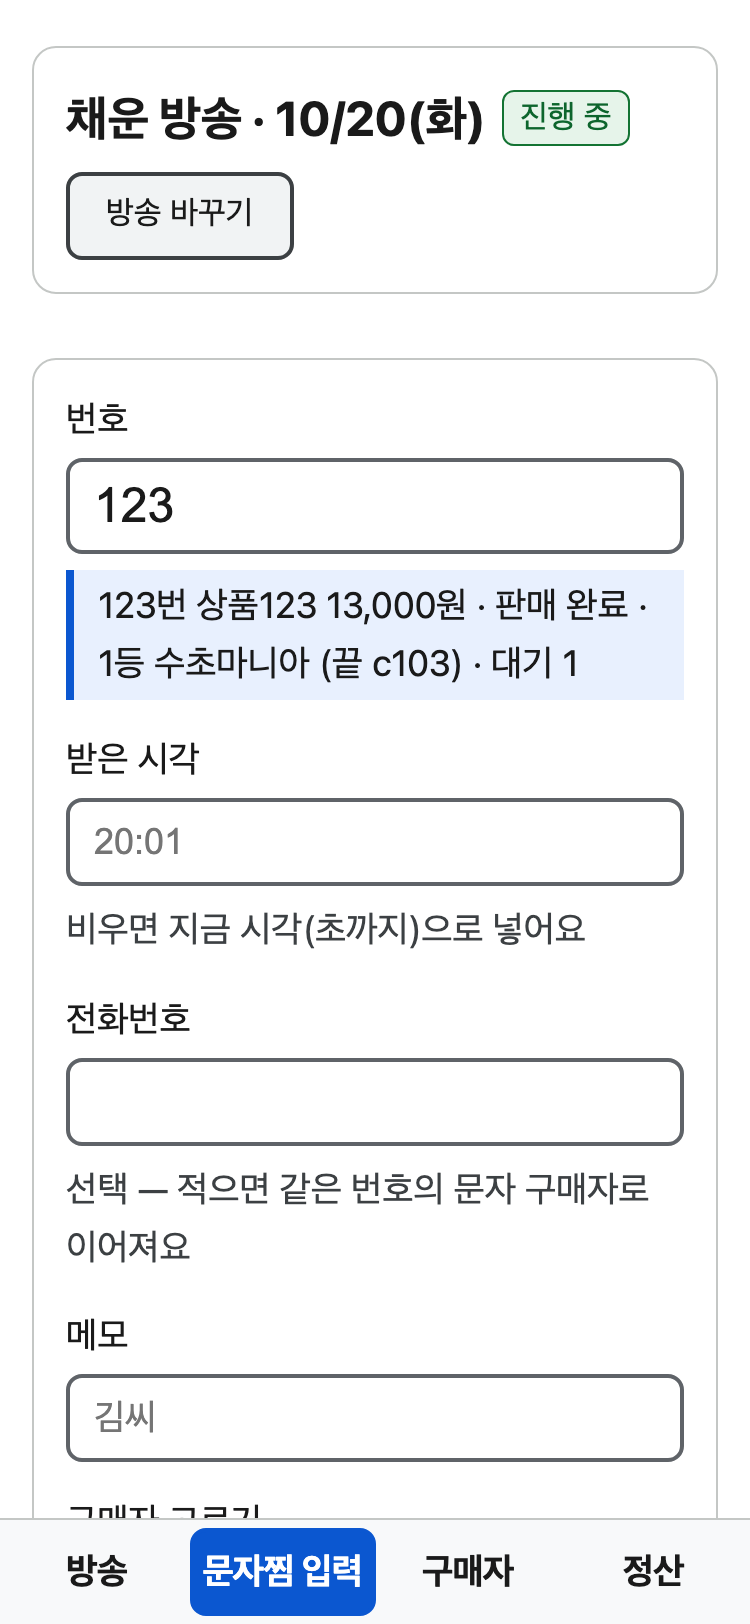 채운 방송 · 10/20(화) 진행 중
방송 바꾸기
번호
123
123번 상품123 13,000원 · 판매 완료 ·
1등 수초마니아 (끝 c103) · 대기 1
받은 시각
20:01
비우면 지금 시각(초까지)으로 넣어요
전화번호
선택 — 적으면 같은 번호의 문자 구매자로
이어져요
메모
김씨
방송 문자찜 입력 구매자 정산